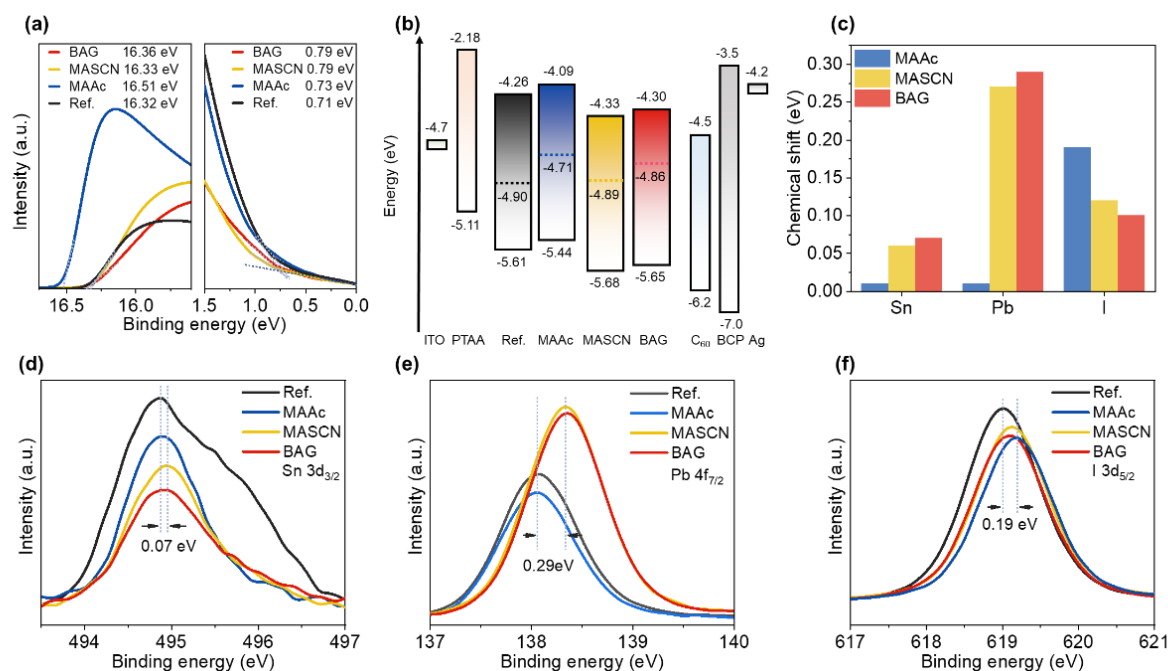 (a)
BAG 16.36 eV
MASCN 16.33 eV
MAAc 16.51 eV
Ref. 16.32 eV
BAG 0.79 eV
MASCN 0.79 eV
MAAc 0.73 eV
Ref. 0.71 eV
Intensity (a.u.)
16.5 16.0 1.5 1.0 0.5 0.0
Binding energy (eV) Binding energy (eV)
(b)
Energy (eV)
-2.18
-3.5
-4.26 -4.09 -4.33 -4.30
-4.2
-4.7
-4.5
-4.90 -4.71 -4.89 -4.86
-5.11
-5.61 -5.44 -5.68 -5.65
-6.2
-7.0
ITO PTAA Ref. MAAc MASCN BAG C₆₀ BCP Ag
(c)
MAAc
MASCN
BAG
Chemical shift (eV)
0.30
0.25
0.20
0.15
0.10
0.05
0.00
Sn Pb I
(d)
Ref.
MAAc
MASCN
BAG
Sn 3d₃/₂
0.07 eV
Intensity (a.u.)
494 495 496 497
Binding energy (eV)
(e)
Ref.
MAAc
MASCN
BAG
Pb 4f₇/₂
0.29eV
Intensity (a.u.)
137 138 139 140
Binding energy (eV)
(f)
Ref.
MAAc
MASCN
BAG
I 3d₅/₂
0.19 eV
Intensity (a.u.)
617 618 619 620 621
Binding energy (eV)